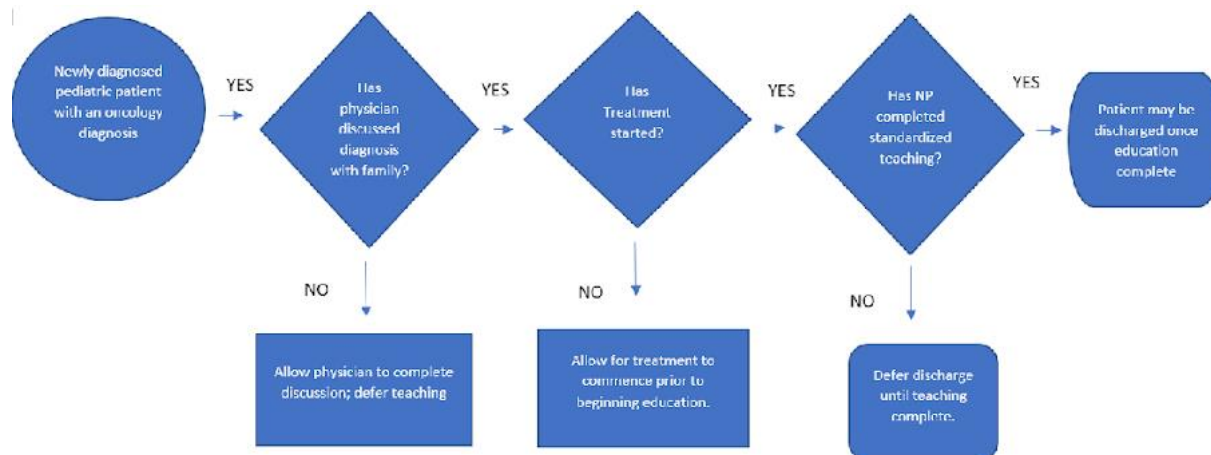 Newly diagnosed
pediatric patient
with an oncology
diagnosis
YES
Has
physician
discussed
diagnosis
with family?
YES
Has
Treatment
started?
YES
Has NP
completed
standardized
teaching?
YES
Patient may be
discharged once
education
complete
NO
Allow physician to complete
discussion; defer teaching
NO
Allow for treatment to
commence prior to
beginning education.
NO
Defer discharge
until teaching
complete.